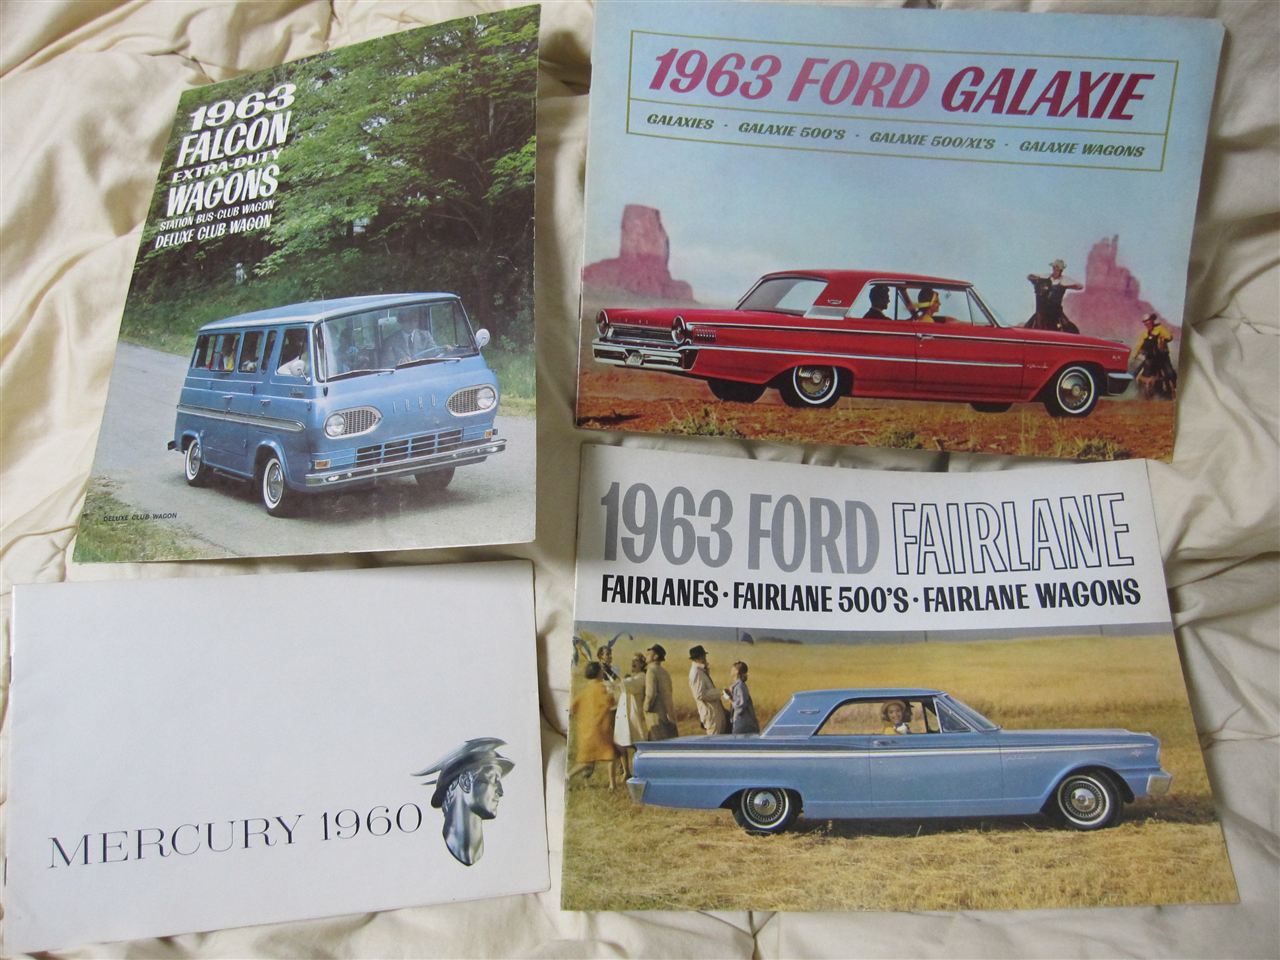 1963
FALCON
EXTRA-DUTY
WAGONS
STATION BUS·CLUB WAGON
DELUXE CLUB WAGON
FORD
DELUXE CLUB WAGON
1963 FORD GALAXIE
GALAXIES · GALAXIE 500'S · GALAXIE 500/XL'S · GALAXIE WAGONS
MERCURY 1960
1963 FORD FAIRLANE
FAIRLANES · FAIRLANE 500'S · FAIRLANE WAGONS